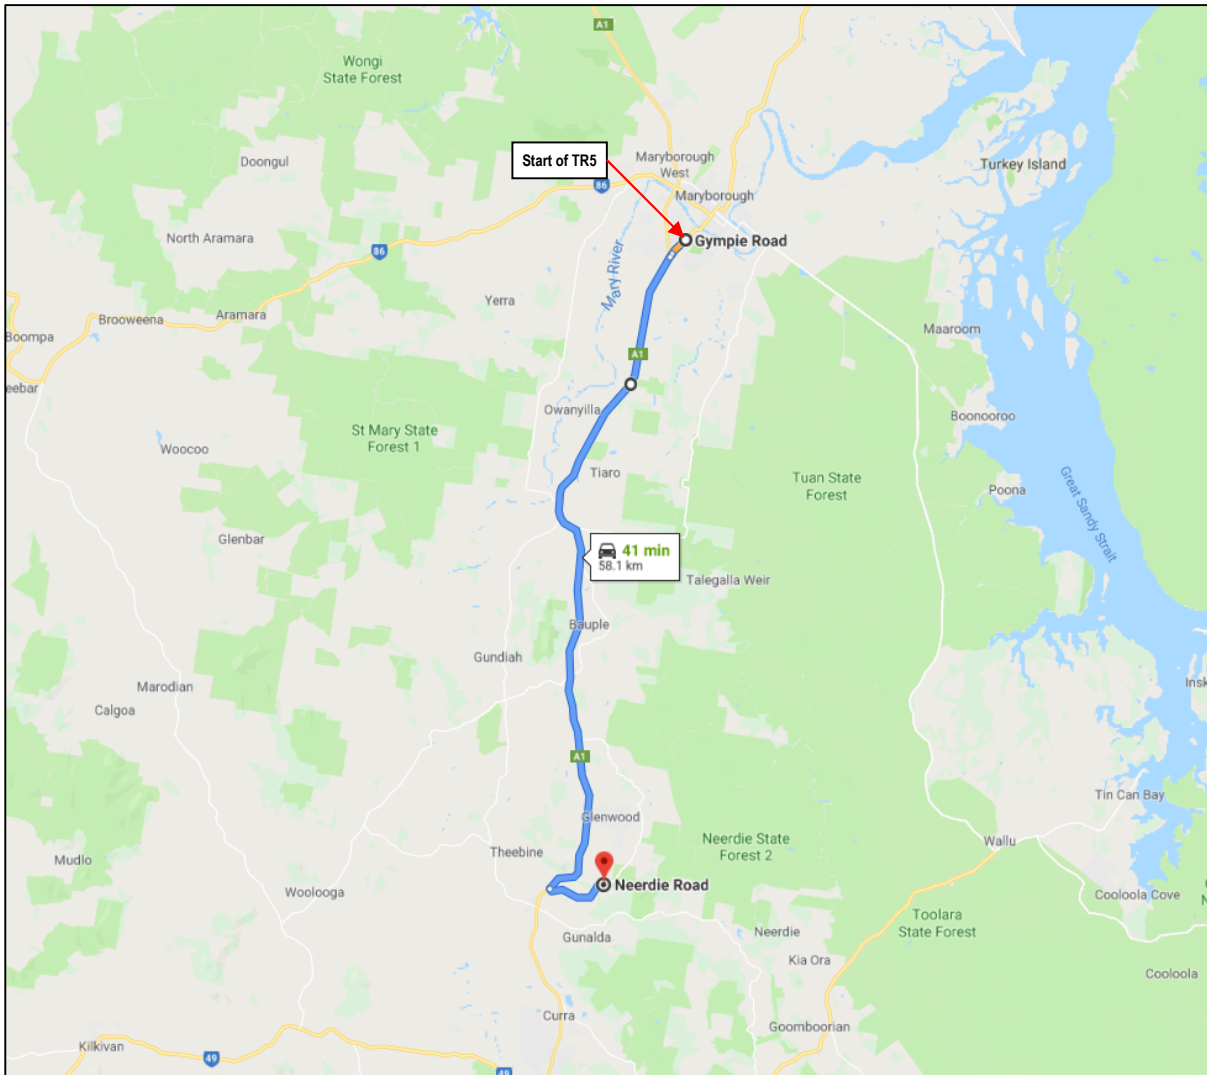 A1
Wongi
State Forest
Start of TR5
Maryborough
West
Doongul
86
Turkey Island
Maryborough
North Aramara
86
Gympie Road
Mary River
Yerra
Aramara
Brooweena
Boompa
Maaroom
A1
eebar
Owanyilla
Boonooroo
St Mary State
Forest 1
Woocoo
Tiaro
Tuan State
Forest
Poona
Great Sandy Strait
Glenbar
41 min
58.1 km
Talegalla Weir
Bauple
Gundiah
Marodian
Insk
Calgoa
A1
Tin Can Bay
Glenwood
Neerdie State
Forest 2
Wallu
Theebine
Mudlo
Neerdie Road
Woolooga
Cooloola Cove
Toolara
State Forest
Neerdie
Gunalda
Kia Ora
Cooloola
Curra
Goomboorian
Kilkivan
49
49